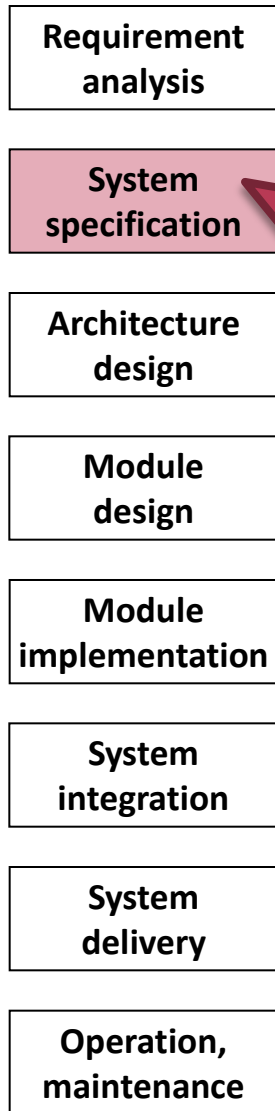 Requirement
analysis
System
specification
Architecture
design
Module
design
Module
implementation
System
integration
System
delivery
Operation,
maintenance